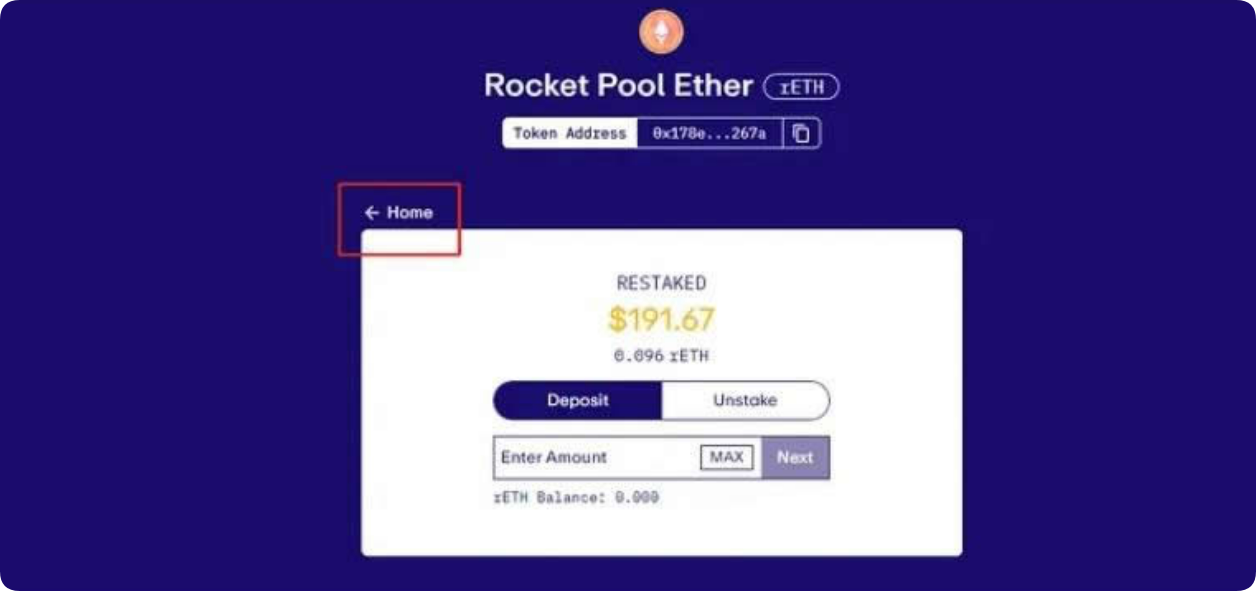 Rocket Pool Ether rETH
Token Address 0x178e...267a
← Home
RESTAKED
$191.67
0.096 rETH
Deposit Unstake
Enter Amount MAX Next
rETH Balance: 0.000